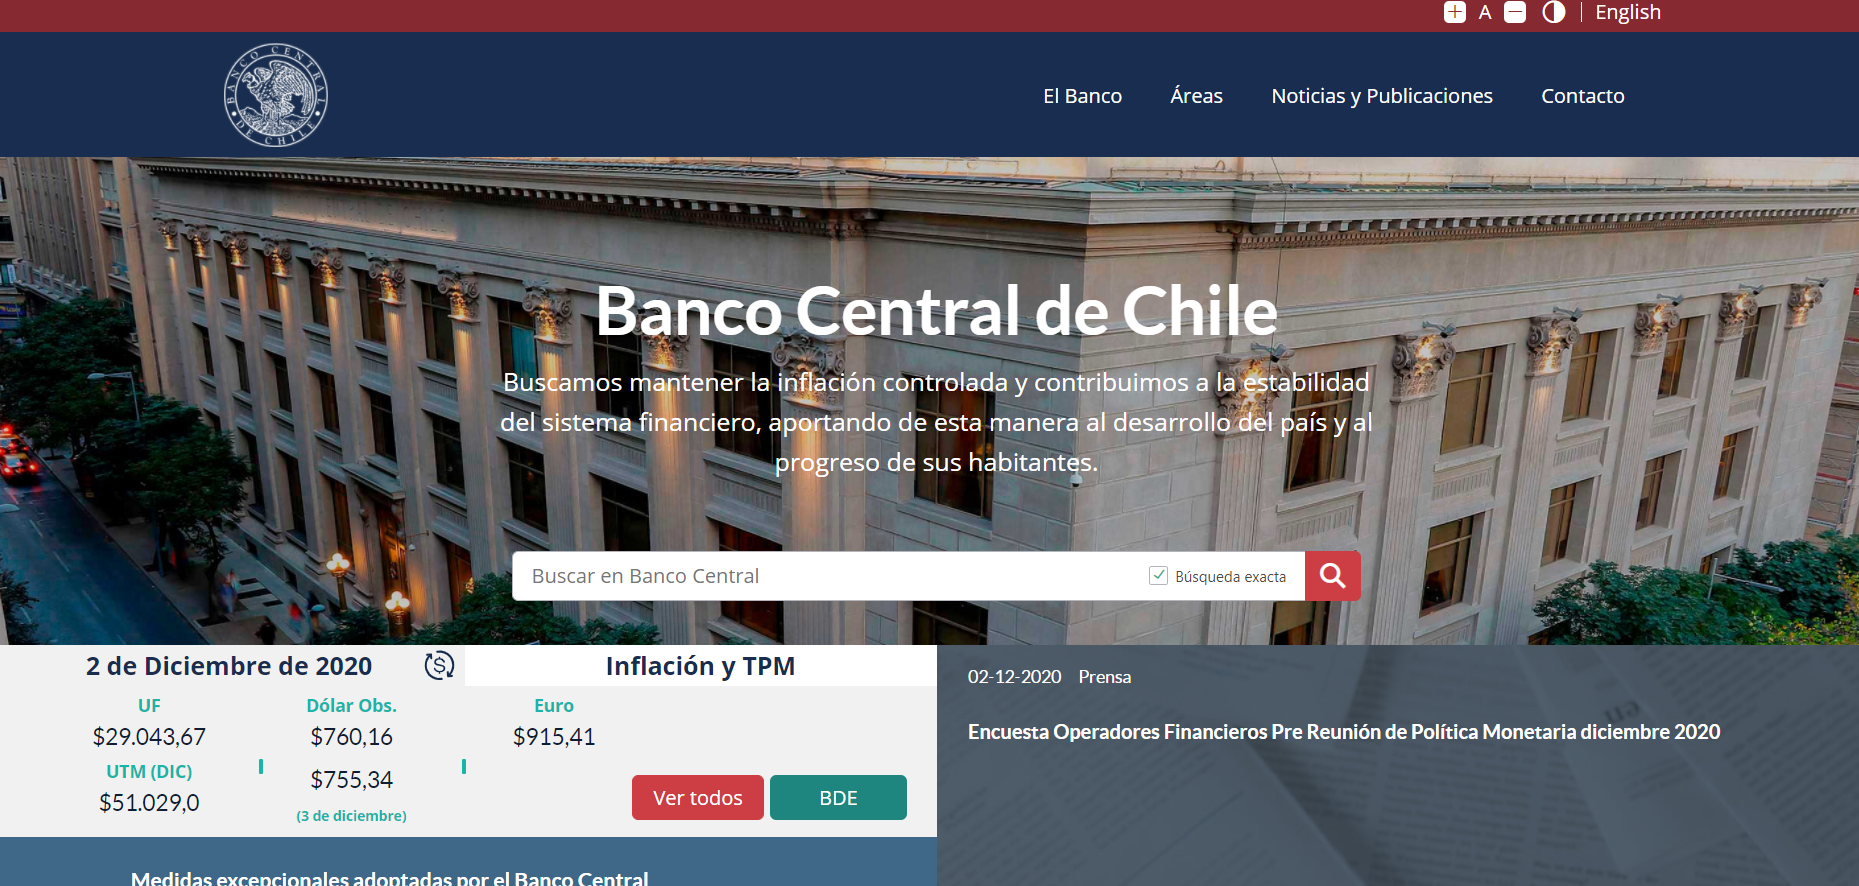 A
English
BANCO CENTRAL
DE CHILE
El Banco
Áreas
Noticias y Publicaciones
Contacto
Banco Central de Chile
Buscamos mantener la inflación controlada y contribuimos a la estabilidad
del sistema financiero, aportando de esta manera al desarrollo del país y al
progreso de sus habitantes.
Buscar en Banco Central
Búsqueda exacta
2 de Diciembre de 2020
Inflación y TPM
UF
$29.043,67
UTM (DIC)
$51.029,0
Dólar Obs.
$760,16
$755,34
(3 de diciembre)
Euro
$915,41
Ver todos
BDE
02-12-2020 Prensa
Encuesta Operadores Financieros Pre Reunión de Política Monetaria diciembre 2020
Medidas excepcionales adoptadas por el Banco Central